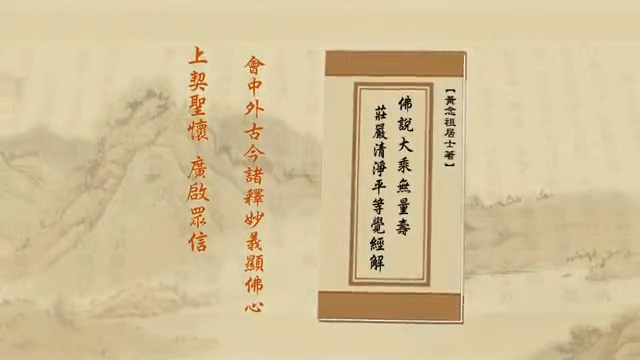 【黃念祖居士著】
佛說大乘無量壽
莊嚴清淨平等覺經解
會中外古今諸釋妙義顯佛心
上契聖懷 廣啟眾信